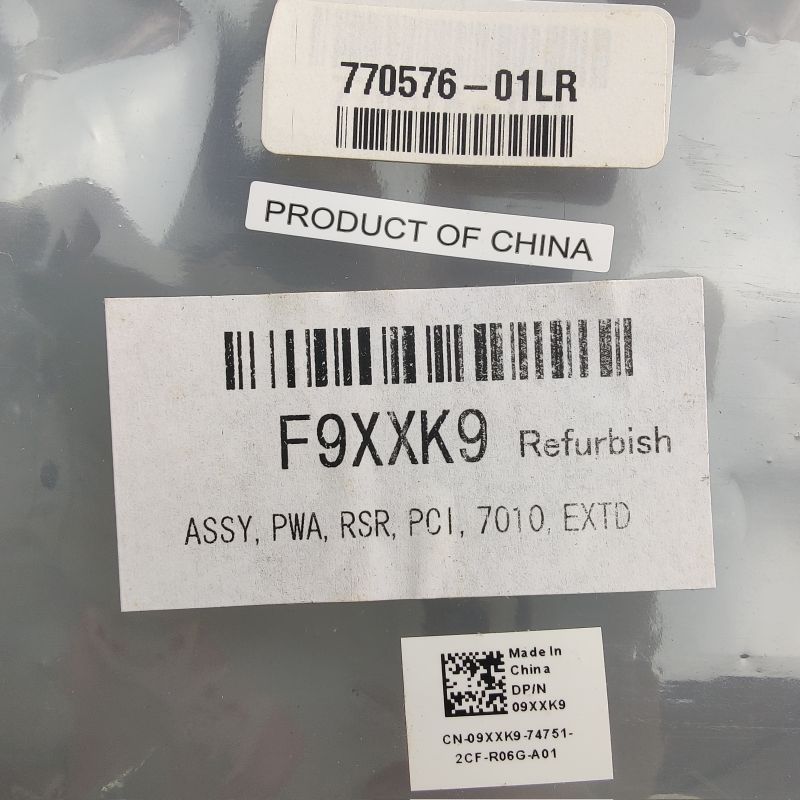 770576-01LR
PRODUCT OF CHINA
F9XXK9 Refurbish
ASSY, PWA, RSR, PCI, 7010, EXTD
Made In
China
DP/N
09XXK9
CN-09XXK9-74751-
2CF-R06G-A01